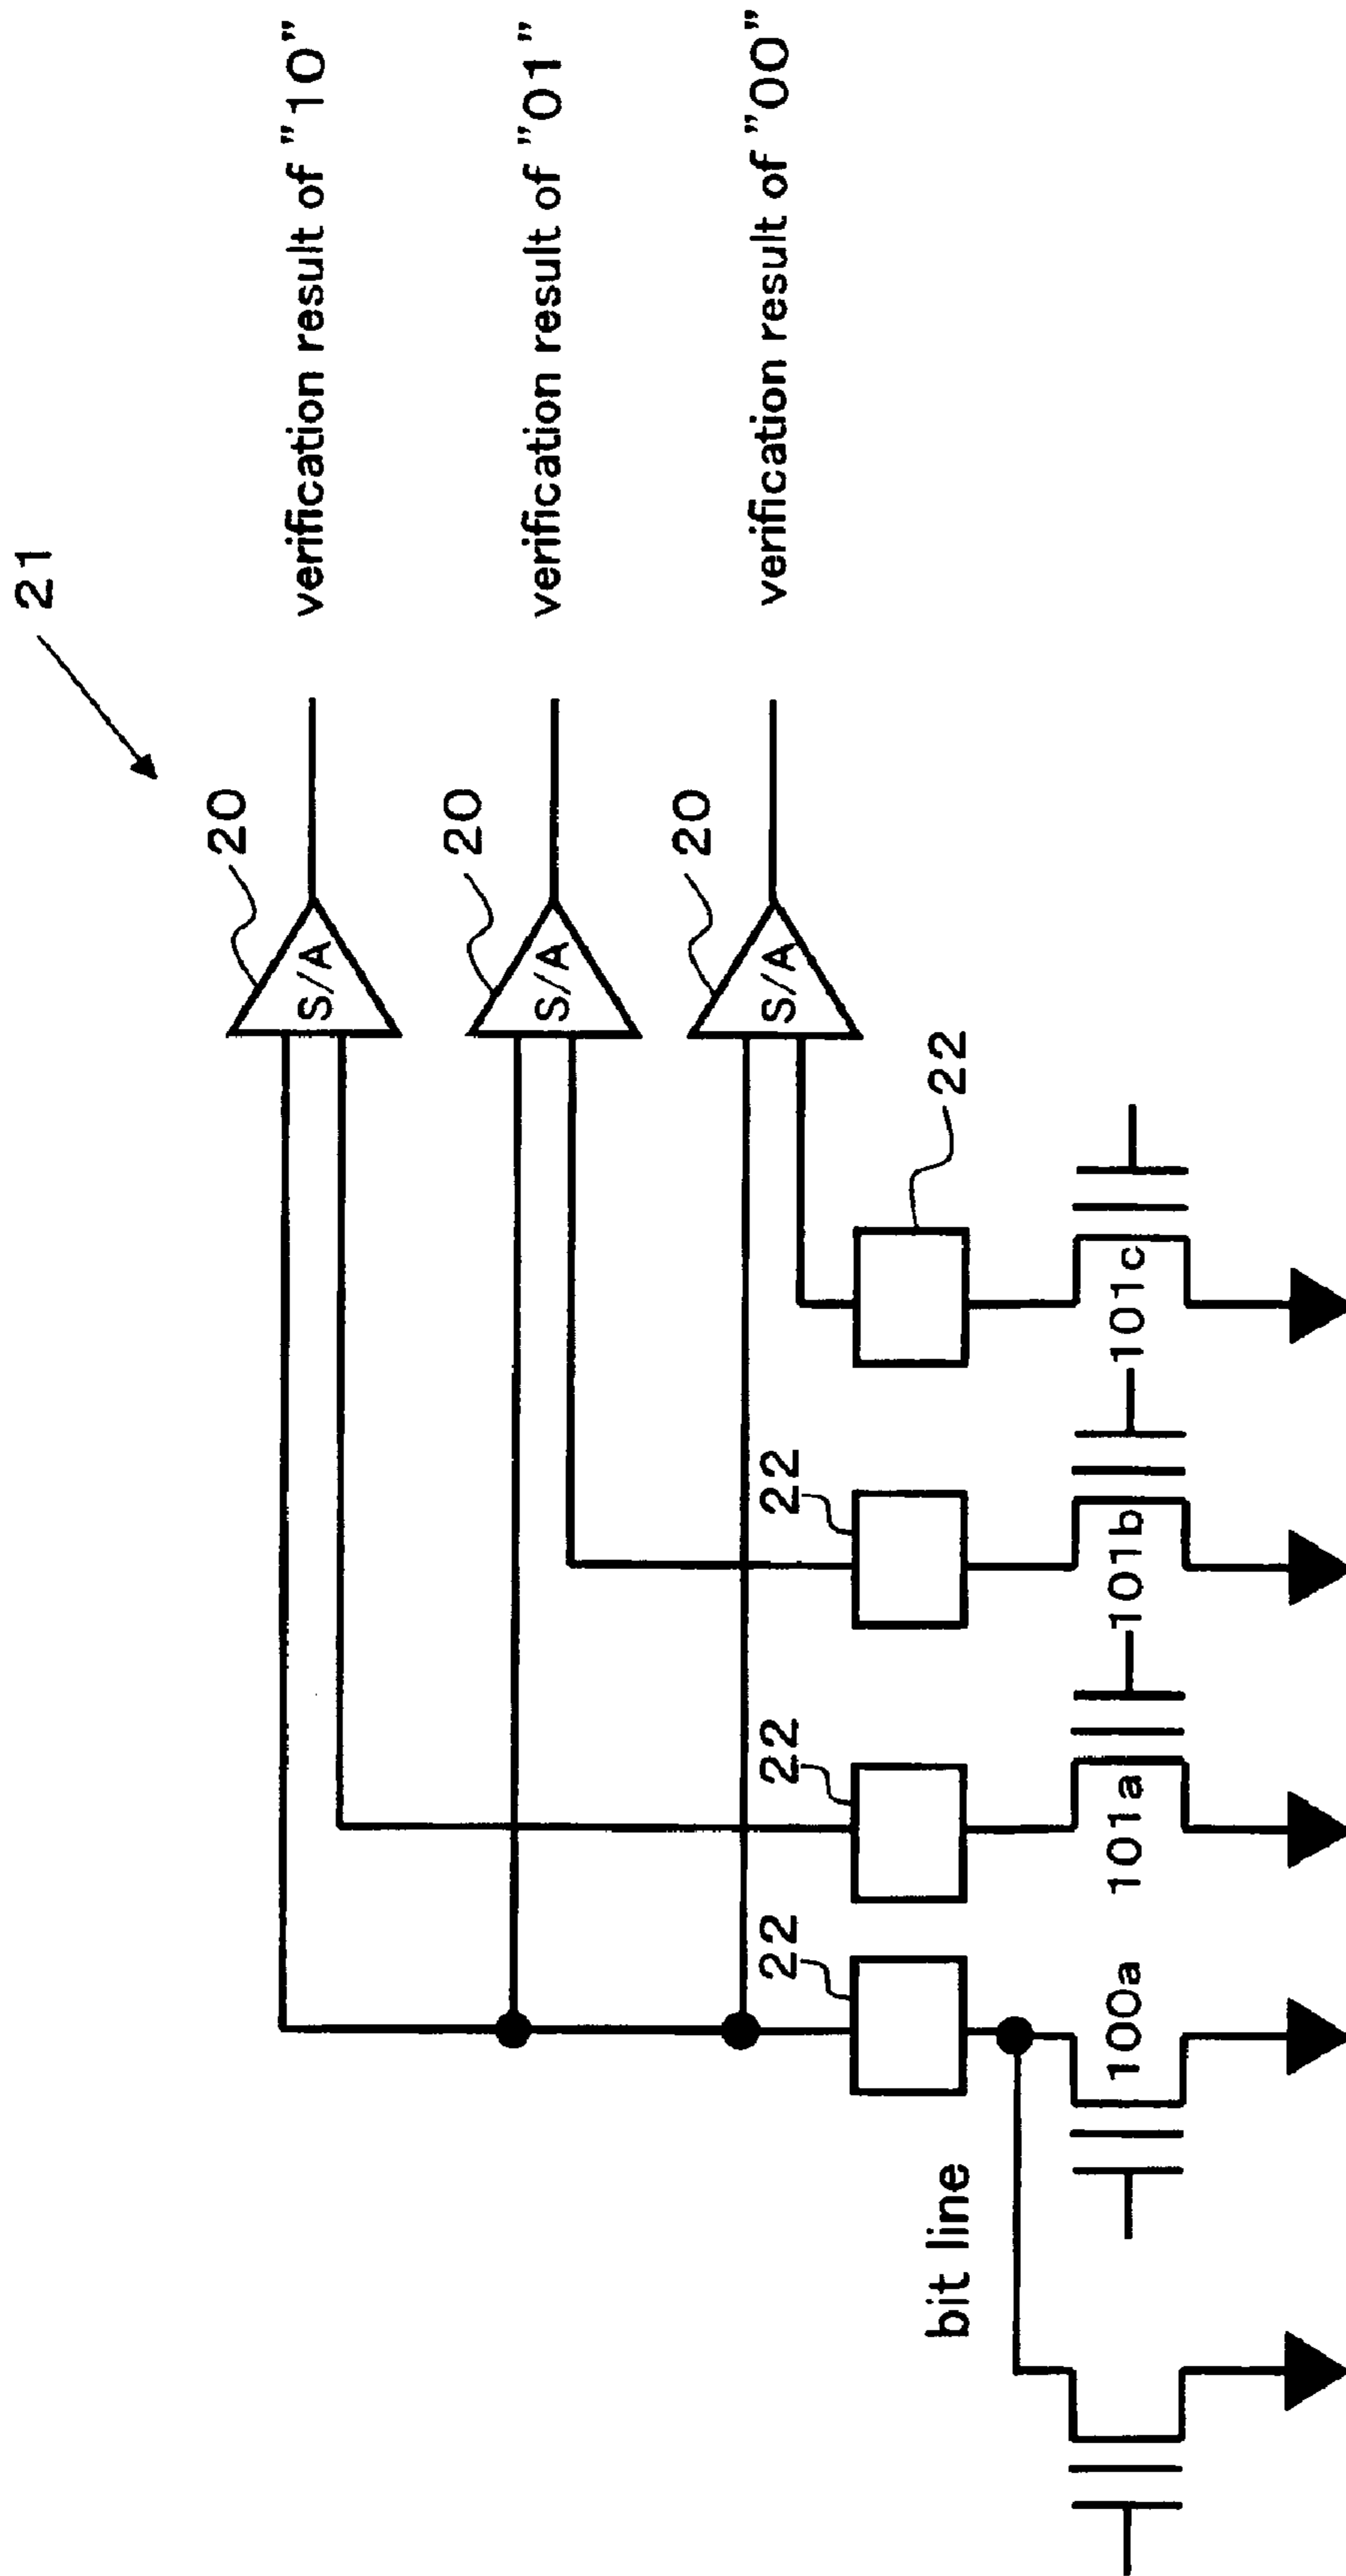 21
20
verification result of "10"
S/A
20
verification result of "01"
S/A
20
verification result of "00"
S/A
22
22
22
22
bit line
100a
101a
101b
101c